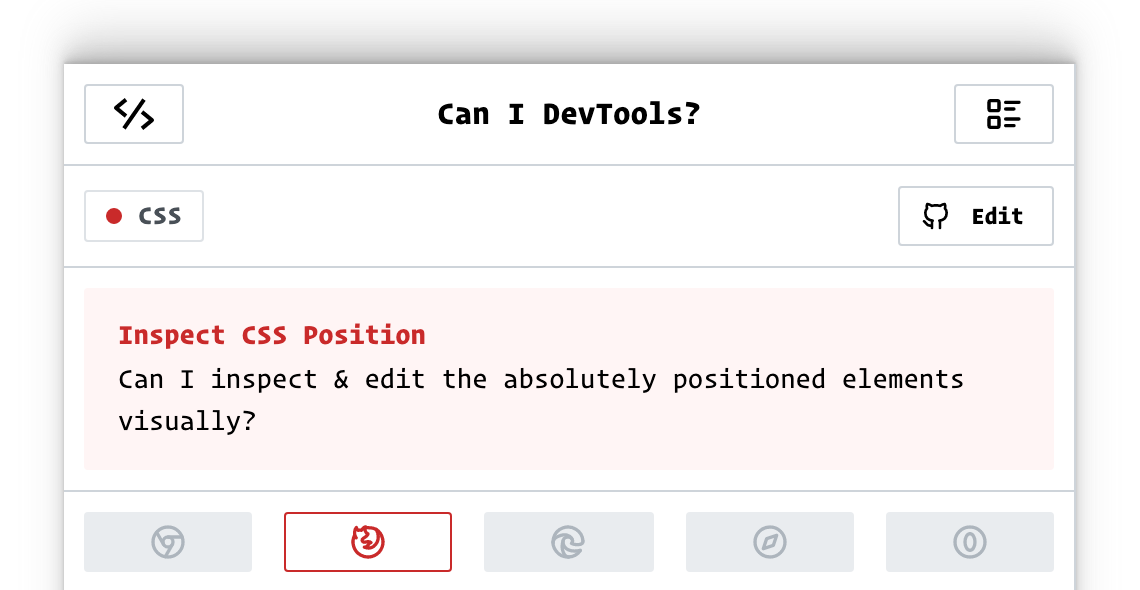 Can I DevTools?
CSS
Edit
Inspect CSS Position
Can I inspect & edit the absolutely positioned elements
visually?